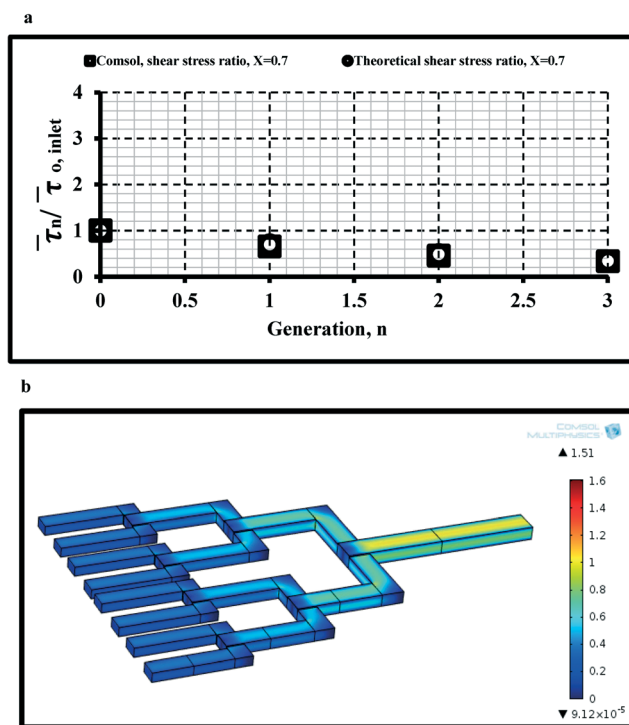 a
Comsol, shear stress ratio, X=0.7
Theoretical shear stress ratio, X=0.7
τ̅n/ τ̅ o, inlet
4
3
2
1
0
0 0.5 1 1.5 2 2.5 3
Generation, n
b
COMSOL
MULTIPHYSICS
▲ 1.51
1.6
1.4
1.2
1
0.8
0.6
0.4
0.2
0
▼ 9.12×10⁻⁵